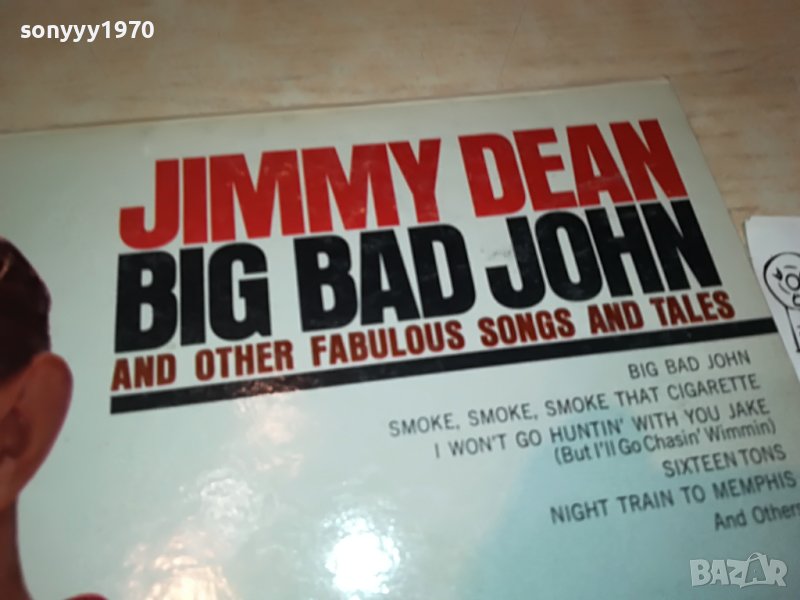 sonyyy1970
JIMMY DEAN
BIG BAD JOHN
AND OTHER FABULOUS SONGS AND TALES
BIG BAD JOHN
SMOKE, SMOKE, SMOKE THAT CIGARETTE
I WON'T GO HUNTIN' WITH YOU JAKE
(But I'll Go Chasin' Wimmin)
SIXTEEN TONS
NIGHT TRAIN TO MEMPHIS
And Others
BAZAR